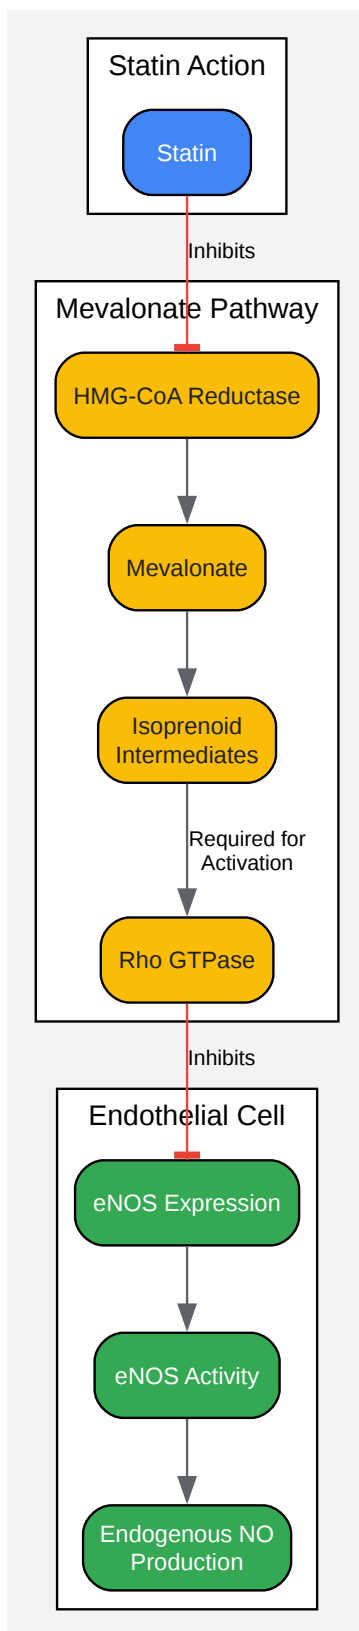 Statin Action
Statin
Inhibits
Mevalonate Pathway
HMG-CoA Reductase
Mevalonate
Isoprenoid
Intermediates
Required for
Activation
Rho GTPase
Inhibits
Endothelial Cell
eNOS Expression
eNOS Activity
Endogenous NO
Production